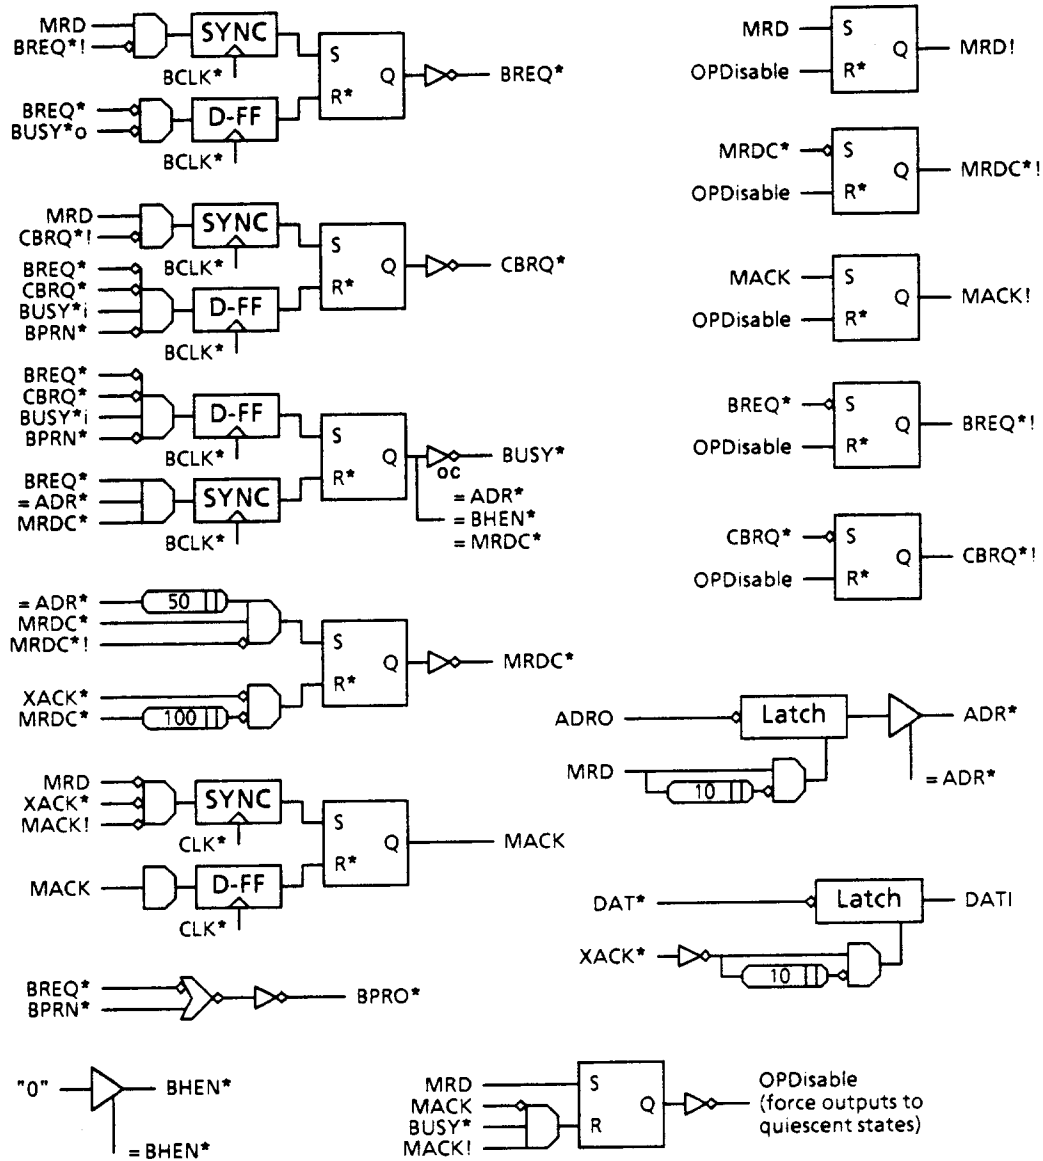 MRD
BREQ*!
SYNC
BCLK*
BREQ*
BUSY*o
D-FF
BCLK*
S
R*
Q
BREQ*
MRD
CBRQ*!
SYNC
BCLK*
BREQ*
CBRQ*
BUSY*i
BPRN*
D-FF
BCLK*
S
R*
Q
CBRQ*
BREQ*
CBRQ*
BUSY*i
BPRN*
D-FF
BCLK*
BREQ*
=ADR*
MRDC*
SYNC
BCLK*
S
R*
Q
OC
BUSY*
=ADR*
=BHEN*
=MRDC*
=ADR*
50
MRDC*
MRDC*!
XACK*
MRDC*
100
S
R*
Q
MRDC*
MRD
XACK*
MACK!
SYNC
CLK*
MACK
D-FF
CLK*
S
R*
Q
MACK
BREQ*
BPRN*
BPRO*
"0"
BHEN*
=BHEN*
MRD
OPDisable
S
R*
Q
MRD!
MRDC*
OPDisable
S
R*
Q
MRDC*!
MACK
OPDisable
S
R*
Q
MACK!
BREQ*
OPDisable
S
R*
Q
BREQ*!
CBRQ*
OPDisable
S
R*
Q
CBRQ*!
ADRO
Latch
ADR*
MRD
10
=ADR*
DAT*
Latch
DATI
XACK*
10
MRD
MACK
BUSY*
MACK!
S
R
Q
OPDisable
(force outputs to
quiescent states)